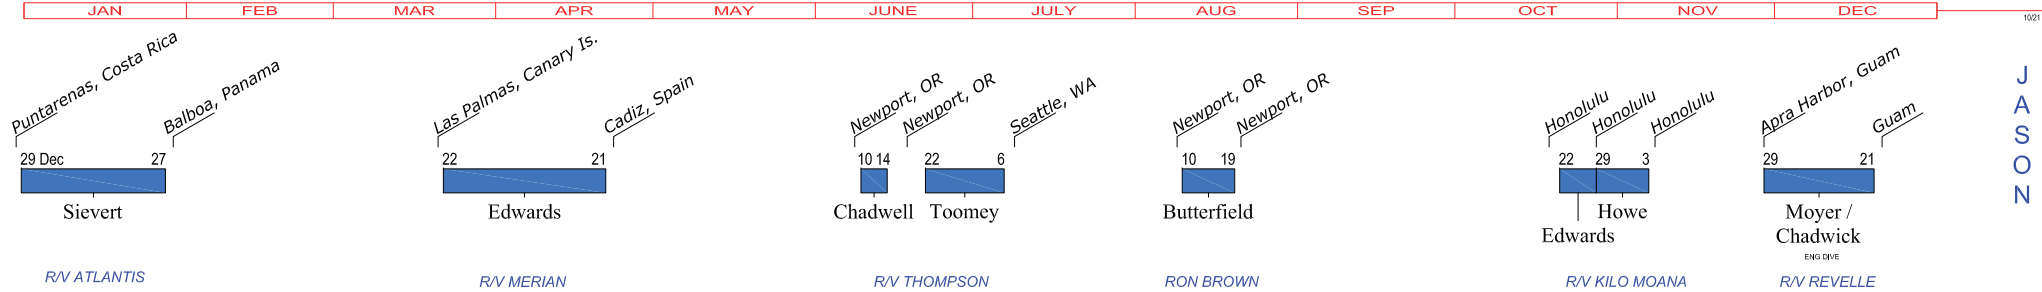 JAN FEB MAR APR MAY JUNE JULY AUG SEP OCT NOV DEC
10/21
Puntarenas, Costa Rica
Balboa, Panama
Las Palmas, Canary Is.
Cadiz, Spain
Newport, OR
Newport, OR
Seattle, WA
Newport, OR
Newport, OR
Honolulu
Honolulu
Honolulu
Apra Harbor, Guam
Guam
JASON
29 Dec 27 22 21 10 14 22 6 10 19 22 29 3 29 21
Sievert Edwards Chadwell Toomey Butterfield Howe Moyer /
Edwards Chadwick
ENG DIVE
R/V ATLANTIS R/V MERIAN R/V THOMPSON RON BROWN R/V KILO MOANA R/V REVELLE